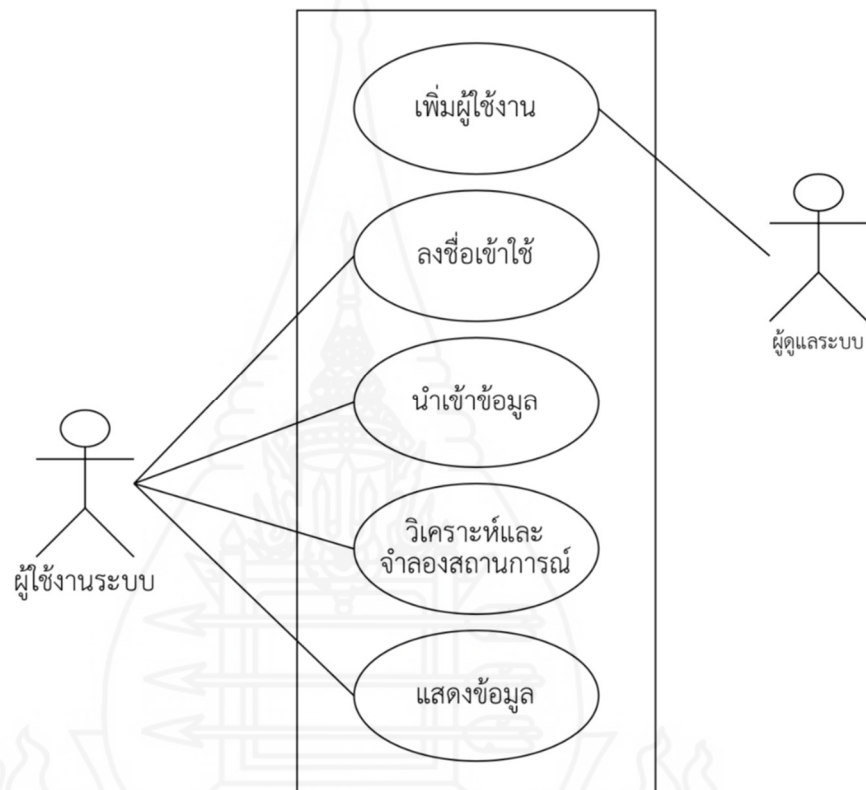 เพิ่มผู้ใช้งาน
ลงชื่อเข้าใช้
ผู้ดูแลระบบ
นำเข้าข้อมูล
วิเคราะห์และ
จำลองสถานการณ์
ผู้ใช้งานระบบ
แสดงข้อมูล